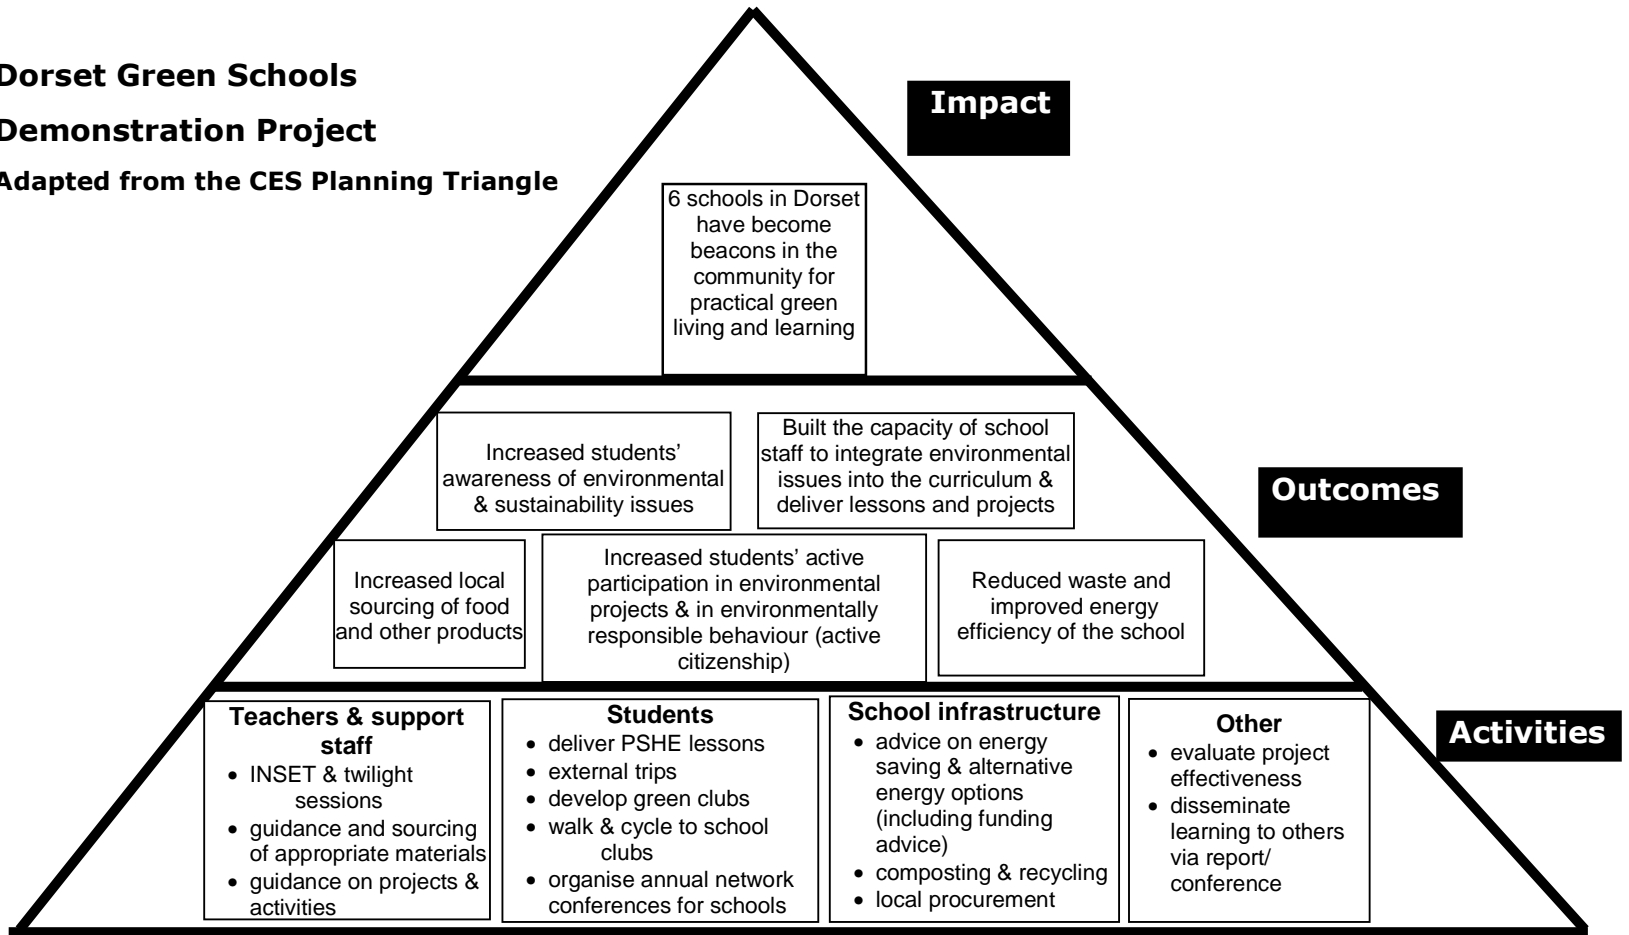 Dorset Green Schools
Demonstration Project
Adapted from the CES Planning Triangle
Impact
6 schools in Dorset
have become
beacons in the
community for
practical green
living and learning
Outcomes
Increased students’
awareness of environmental
& sustainability issues
Built the capacity of school
staff to integrate environmental
issues into the curriculum &
deliver lessons and projects
Increased local
sourcing of food
and other products
Increased students’ active
participation in environmental
projects & in environmentally
responsible behaviour (active
citizenship)
Reduced waste and
improved energy
efficiency of the school
Activities
Teachers & support
staff
• INSET & twilight
sessions
• guidance and sourcing
of appropriate materials
• guidance on projects &
activities
Students
• deliver PSHE lessons
• external trips
• develop green clubs
• walk & cycle to school
clubs
• organise annual network
conferences for schools
School infrastructure
• advice on energy
saving & alternative
energy options
(including funding
advice)
• composting & recycling
• local procurement
Other
• evaluate project
effectiveness
• disseminate
learning to others
via report/
conference